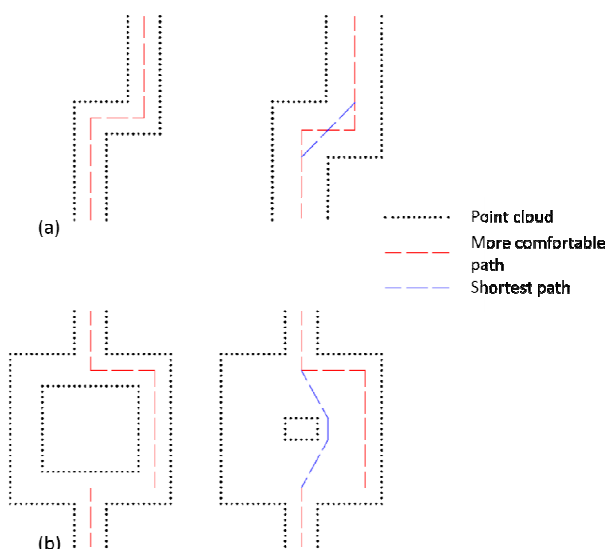 (a)
Point cloud
More comfortable
path
Shortest path
(b)